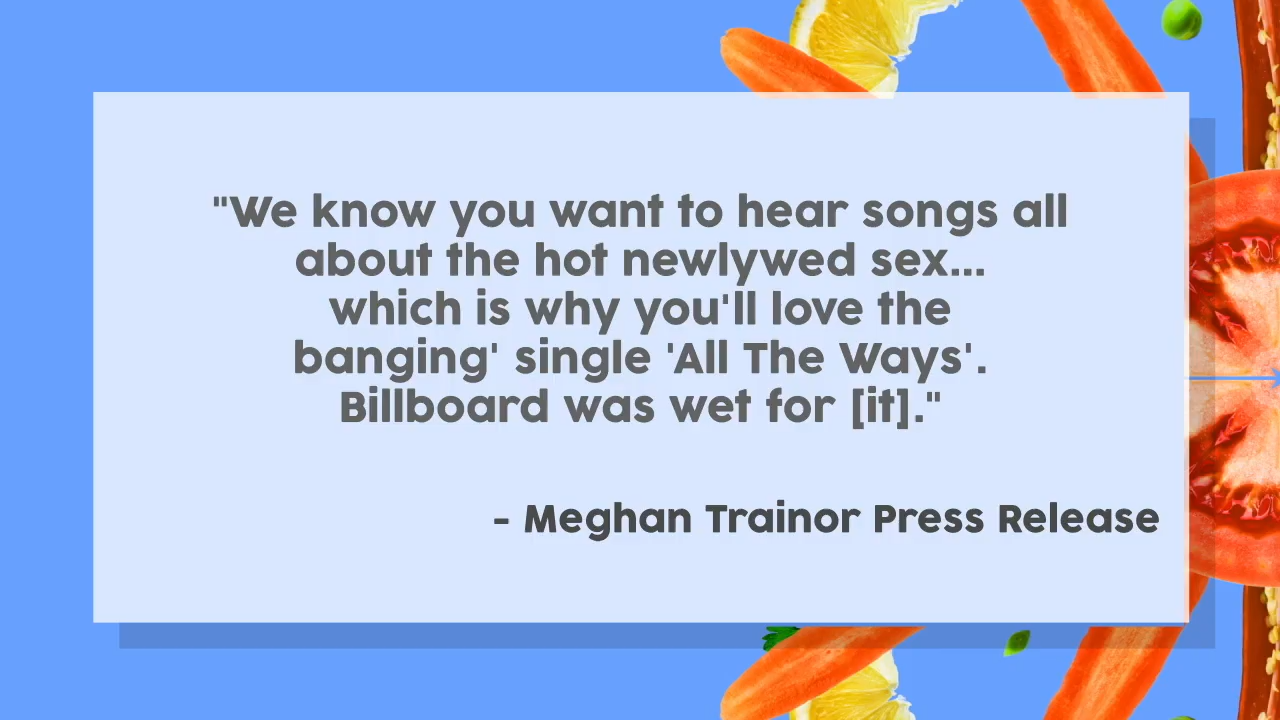 "We know you want to hear songs all
about the hot newlywed sex...
which is why you'll love the
banging' single 'All The Ways'.
Billboard was wet for [it]."
- Meghan Trainor Press Release